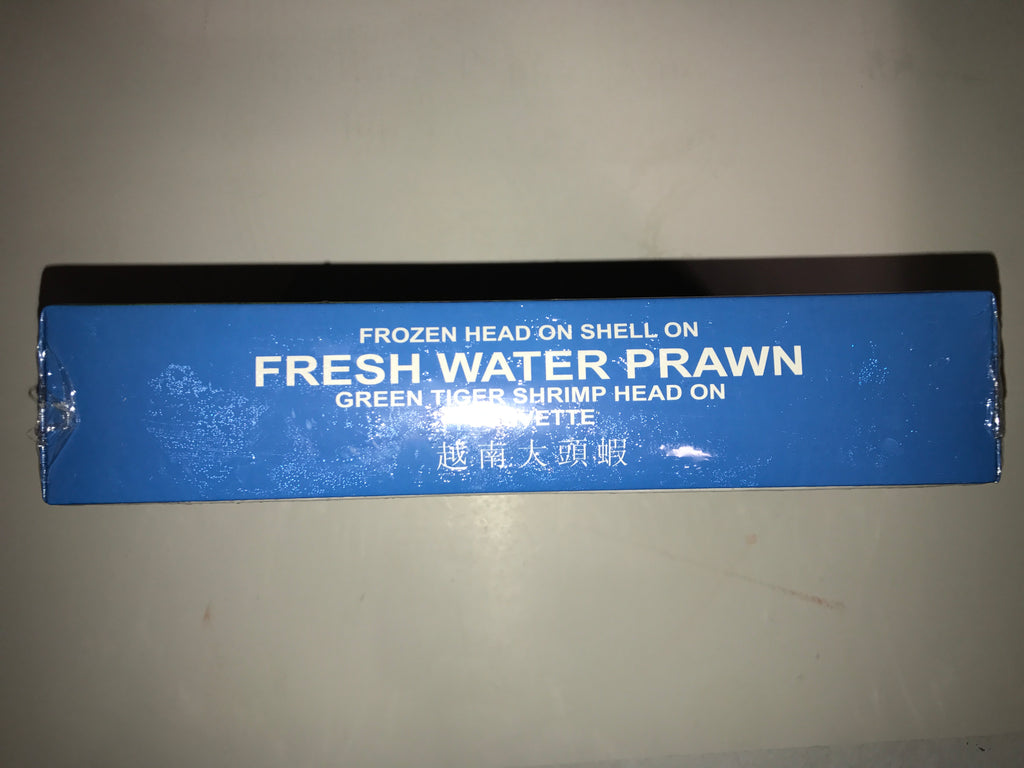 FROZEN HEAD ON SHELL ON
FRESH WATER PRAWN
GREEN TIGER SHRIMP HEAD ON
越南大頭蝦